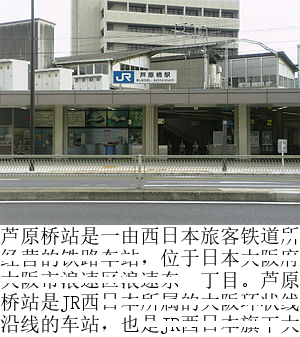 JR 芦原橋駅
芦原桥站是一由西日本旅客铁道所
经营的铁路车站，位于日本大阪府
大阪市浪速区浪速东 丁目。芦原
桥站是JR西日本所属的大阪环状线
沿线的车站，也是JR西日本旗下大